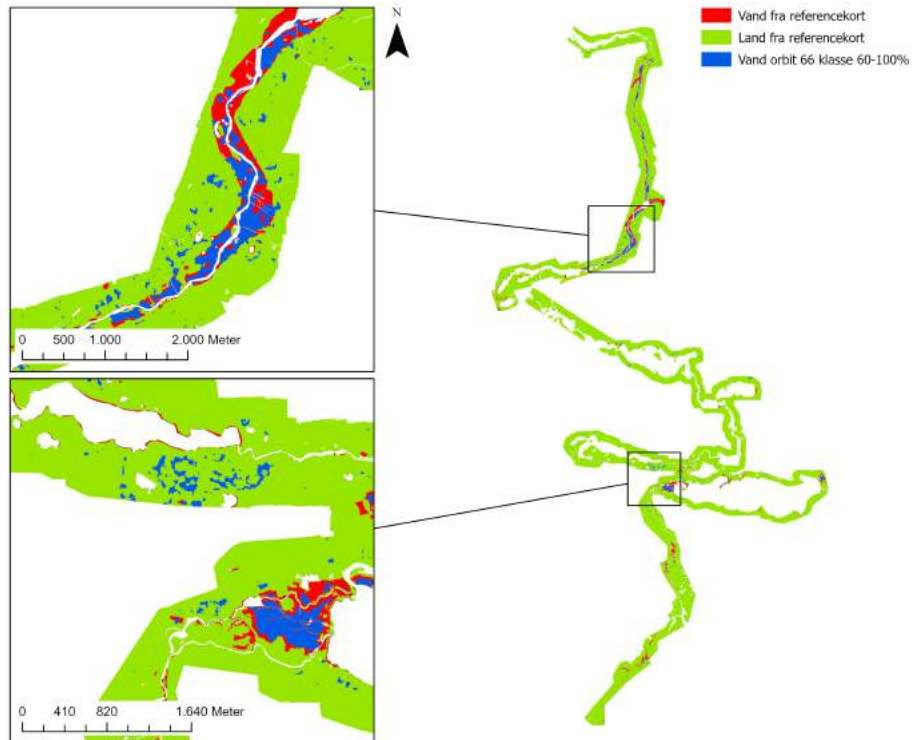 N
Vand fra referencekort
Land fra referencekort
Vand orbit 66 klasse 60-100%
0 500 1.000 2.000 Meter
0 410 820 1.640 Meter